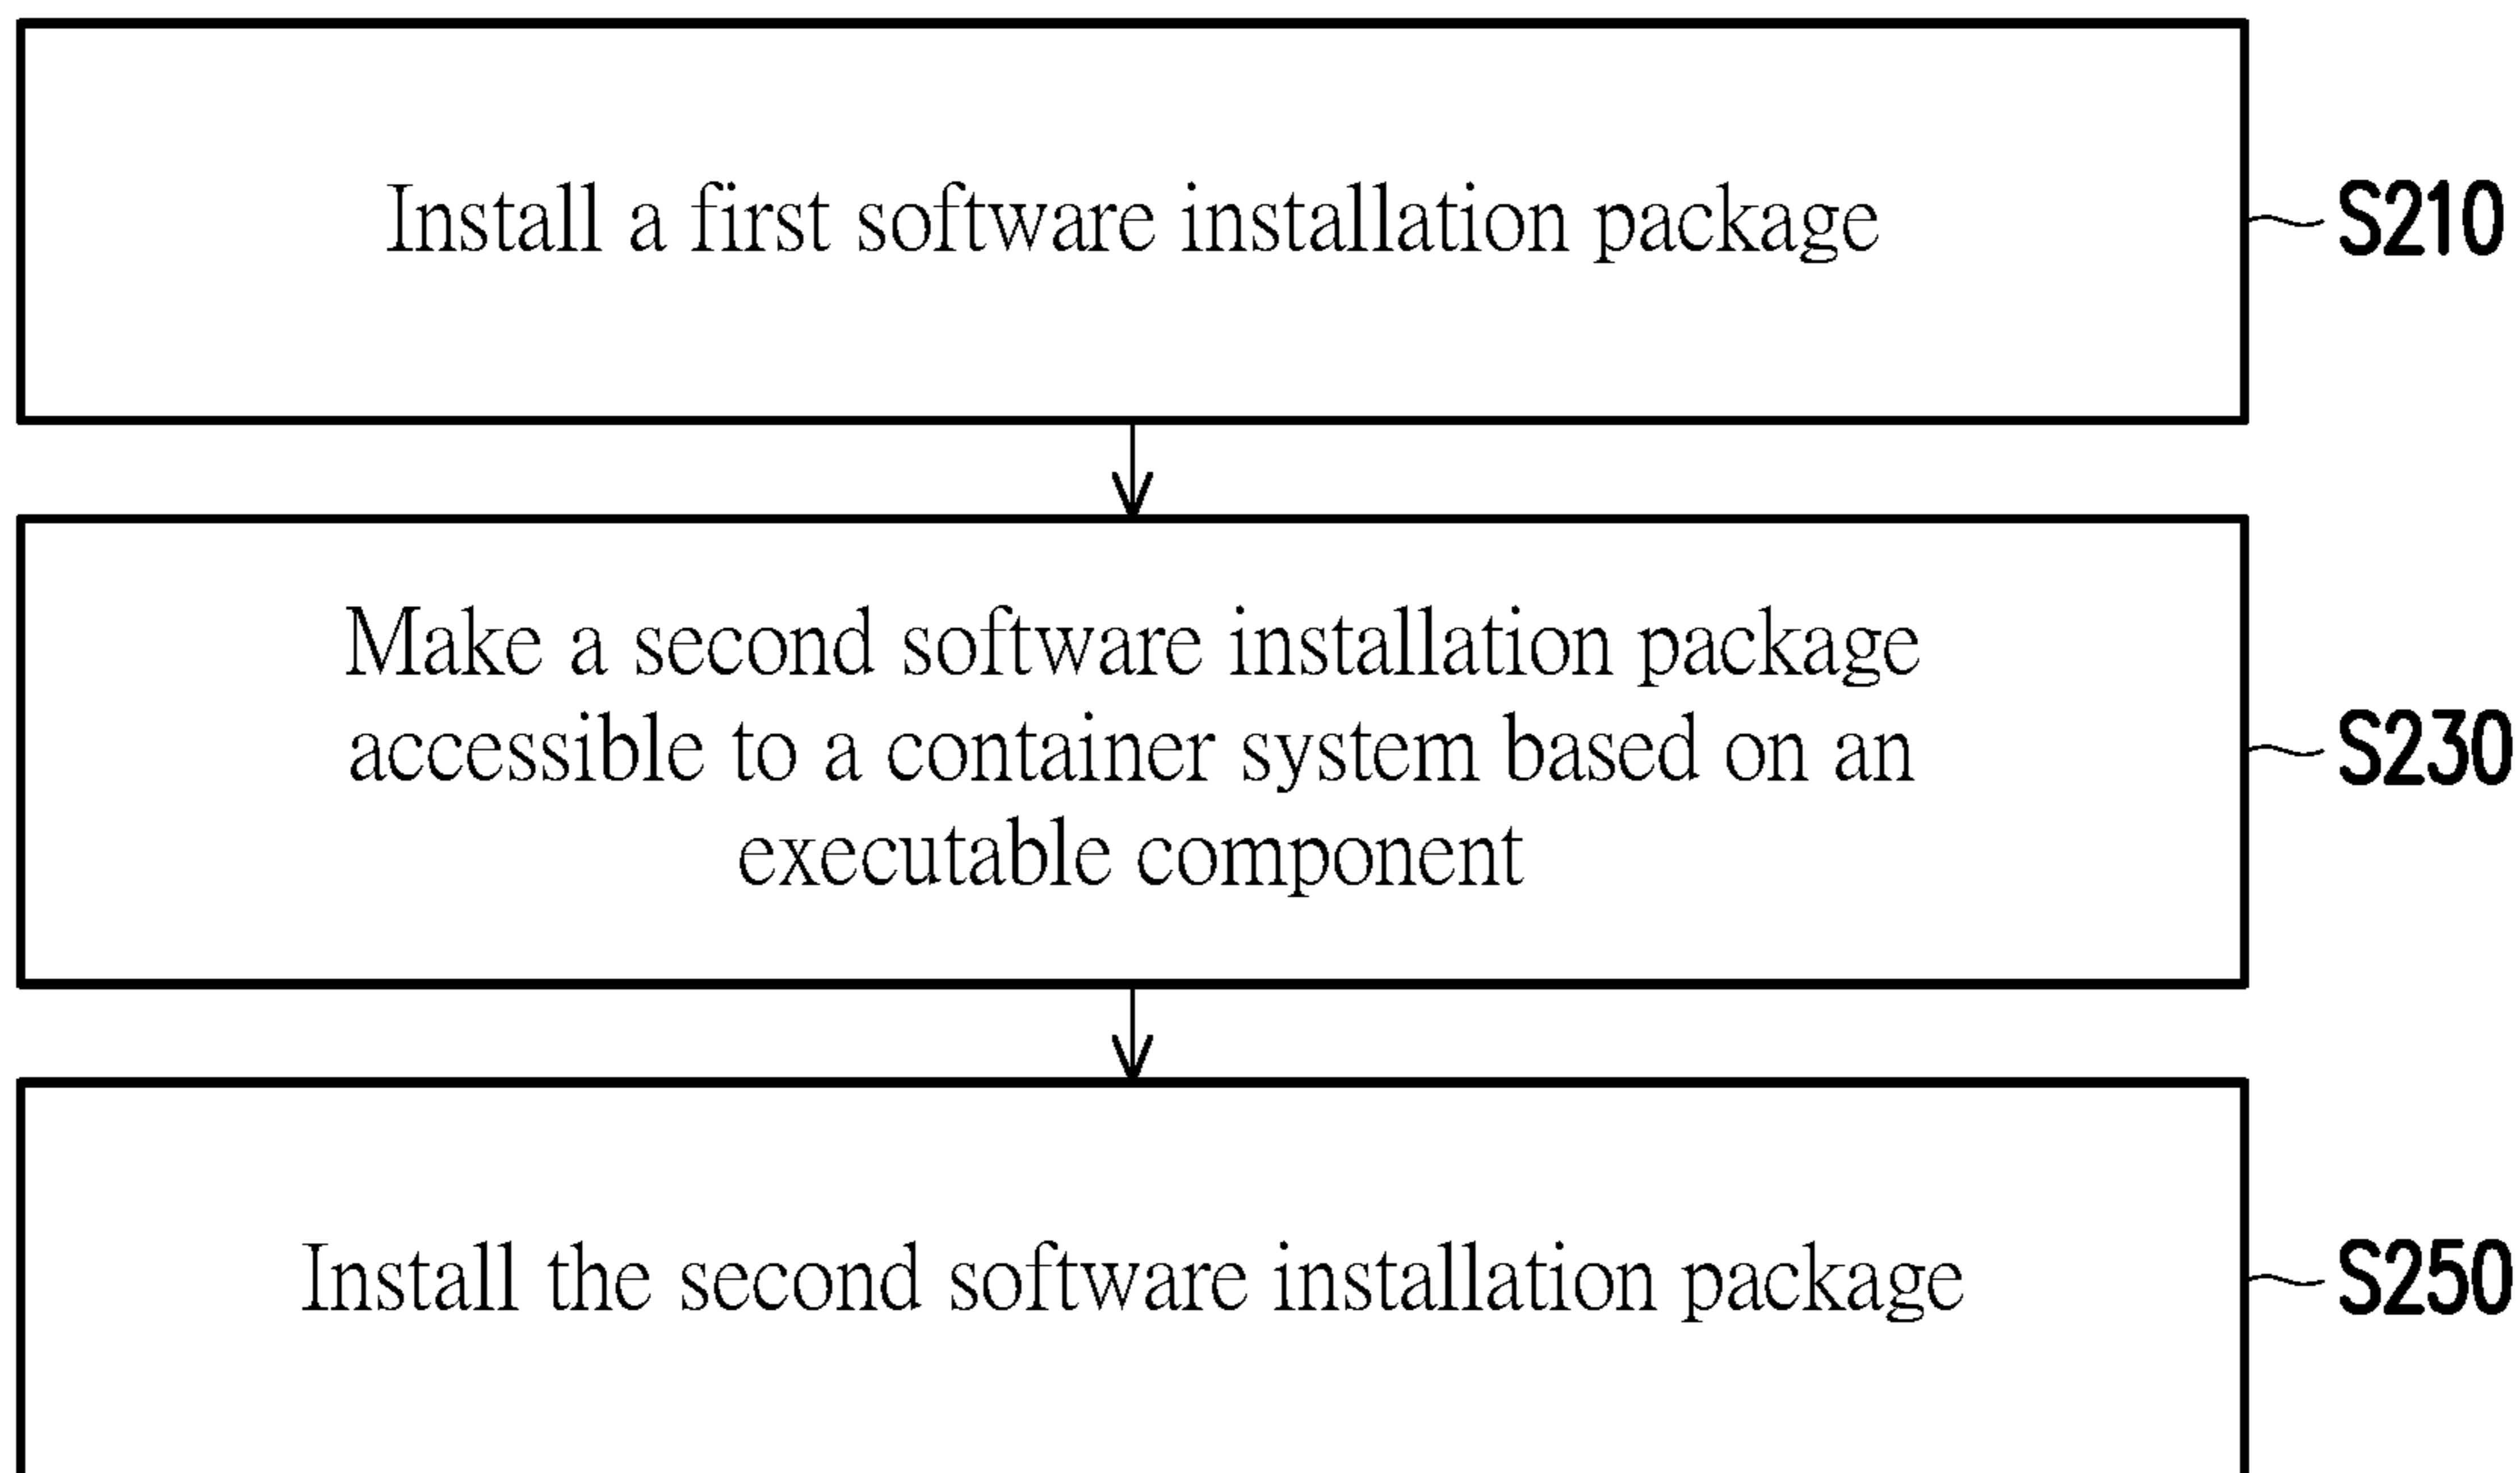 Install a first software installation package
S210
Make a second software installation package
accessible to a container system based on an
executable component
S230
Install the second software installation package
S250